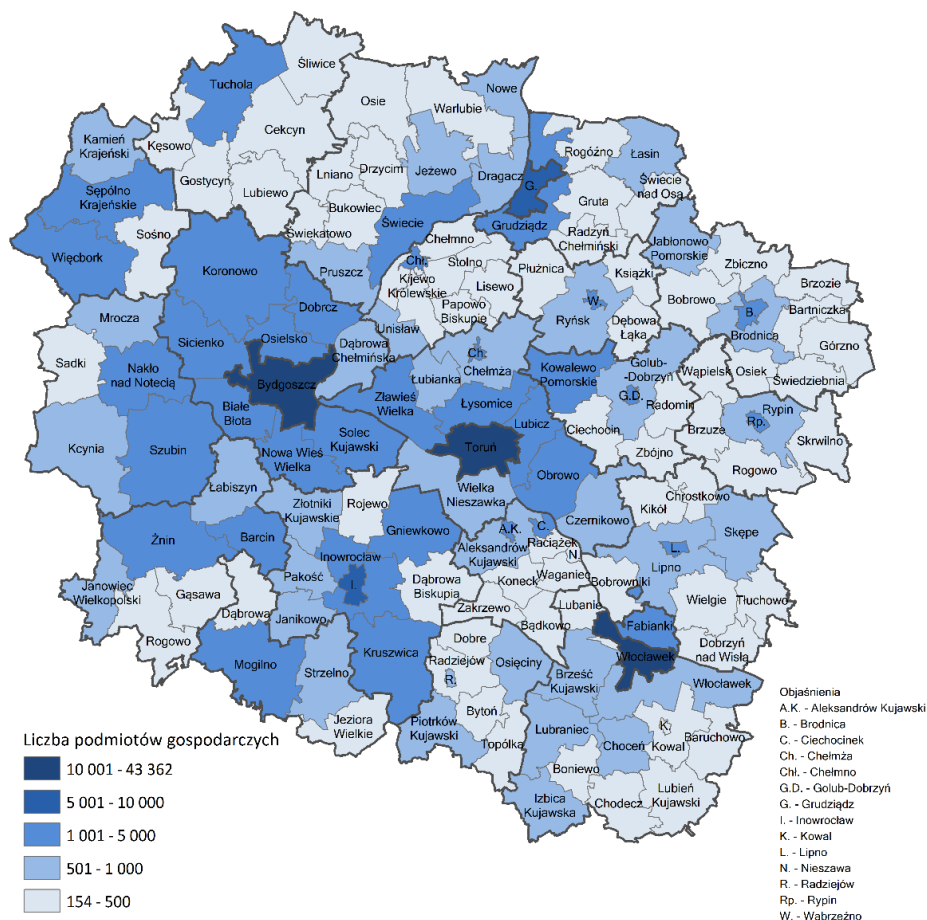 Śliwice
Tuchola
Nowe
Osie
Warlubie
Kamień
Krajeński
Kęsowo
Cekcyn
Rogóźno
Łasin
Gostycyn
Lubiewo
Lniano
Drzycim
Jeżewo
Dragacz
G.
Świecie
nad Osą
Sępólno
Krajeńskie
Bukowiec
Gruta
Sośno
Świekatowo
Świecie
Grudziądz
Radzyń
Chełmiński
Więcbork
Koronowo
Pruszcz
Chełmno
Chł.
Stolno
Płużnica
Książki
Jabłonowo
Pomorskie
Zbiczno
Kijewo
Królewskie
Lisewo
Bobrowo
Brzozie
Mrocza
Dobrcz
Papowo
Biskupie
W.
Ryńsk
B.
Bartniczka
Sicienko
Osielsko
Unisław
Dębowa
Łąka
Brodnica
Sadki
Dąbrowa
Chełmińska
Ch.
Chełmża
Górzno
Nakło
nad Notecią
Bydgoszcz
Łubianka
Kowalewo
Pomorskie
Golub-
Dobrzyń
Wąpielsk
Osiek
Świedziebnia
Zławieś
Wielka
Łysomice
G.D.
Radomin
Białe
Błota
Lubicz
Ciechocin
Brzuze
Rypin
Rp.
Kcynia
Szubin
Solec
Kujawski
Toruń
Zbójno
Skrwilno
Nowa Wieś
Wielka
Obrowo
Rogowo
Łabiszyn
Wielka
Nieszawka
Złotniki
Kujawskie
Rojewo
Kikół
Chrostkowo
Gniewkowo
Czernikowo
Skępe
Żnin
Barcin
A.K.
C.
Inowrocław
Aleksandrów
Kujawski
Raciążek
N.
L.
Lipno
Janowiec
Wielkopolski
Pakość
I.
Dąbrowa
Biskupia
Koneck
Waganiec
Bobrowniki
Gąsawa
Dąbrowa
Janikowo
Zakrzewo
Lubanie
Wielgie
Tłuchowo
Rogowo
Bądkowo
Fabianki
Dobre
Dobrzyń
nad Wisłą
Mogilno
Strzelno
Kruszwica
Radziejów
Osięciny
Włocławek
R.
Brześć
Kujawski
Włocławek
Jeziora
Wielkie
Piotrków
Kujawski
Bytoń
Lubraniec
K.
Baruchowo
Topólka
Choceń
Kowal
Boniewo
Izbica
Kujawska
Chodecz
Lubień
Kujawski
Liczba podmiotów gospodarczych
10 001 - 43 362
5 001 - 10 000
1 001 - 5 000
501 - 1 000
154 - 500
Objaśnienia
A.K. - Aleksandrów Kujawski
B. - Brodnica
C. - Ciechocinek
Ch. - Chełmża
Chł. - Chełmno
G.D. - Golub-Dobrzyń
G. - Grudziądz
I. - Inowrocław
K. - Kowal
L. - Lipno
N. - Nieszawa
R. - Radziejów
Rp. - Rypin
W. - Wąbrzeźno